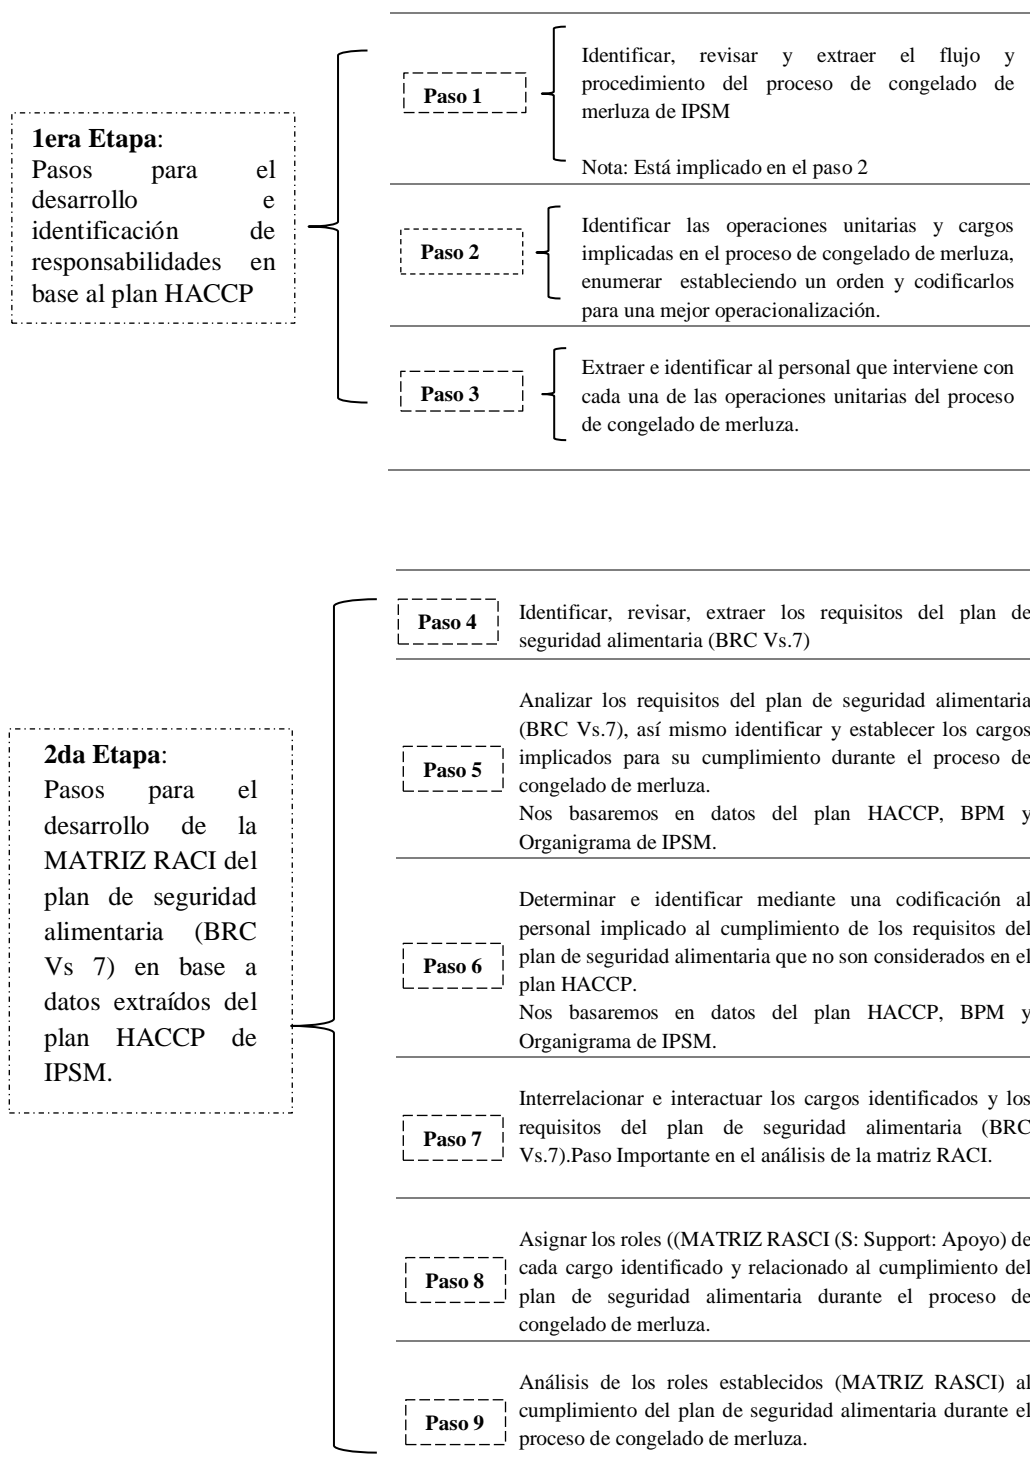 1era Etapa:
Pasos para el
desarrollo e
identificación de
responsabilidades en
base al plan HACCP
Paso 1
Identificar, revisar y extraer el flujo y
procedimiento del proceso de congelado de
merluza de IPSM
Nota: Está implicado en el paso 2
Paso 2
Identificar las operaciones unitarias y cargos
implicadas en el proceso de congelado de merluza,
enumerar estableciendo un orden y codificarlos
para una mejor operacionalización.
Paso 3
Extraer e identificar al personal que interviene con
cada una de las operaciones unitarias del proceso
de congelado de merluza.
2da Etapa:
Pasos para el
desarrollo de la
MATRIZ RACI del
plan de seguridad
alimentaria (BRC
Vs 7) en base a
datos extraídos del
plan HACCP de
IPSM.
Paso 4
Identificar, revisar, extraer los requisitos del plan de
seguridad alimentaria (BRC Vs.7)
Paso 5
Analizar los requisitos del plan de seguridad alimentaria
(BRC Vs.7), así mismo identificar y establecer los cargos
implicados para su cumplimiento durante el proceso de
congelado de merluza.
Nos basaremos en datos del plan HACCP, BPM y
Organigrama de IPSM.
Paso 6
Determinar e identificar mediante una codificación al
personal implicado al cumplimiento de los requisitos del
plan de seguridad alimentaria que no son considerados en el
plan HACCP.
Nos basaremos en datos del plan HACCP, BPM y
Organigrama de IPSM.
Paso 7
Interrelacionar e interactuar los cargos identificados y los
requisitos del plan de seguridad alimentaria (BRC
Vs.7).Paso Importante en el análisis de la matriz RACI.
Paso 8
Asignar los roles ((MATRIZ RASCI (S: Support: Apoyo) de
cada cargo identificado y relacionado al cumplimiento del
plan de seguridad alimentaria durante el proceso de
congelado de merluza.
Paso 9
Análisis de los roles establecidos (MATRIZ RASCI) al
cumplimiento del plan de seguridad alimentaria durante el
proceso de congelado de merluza.